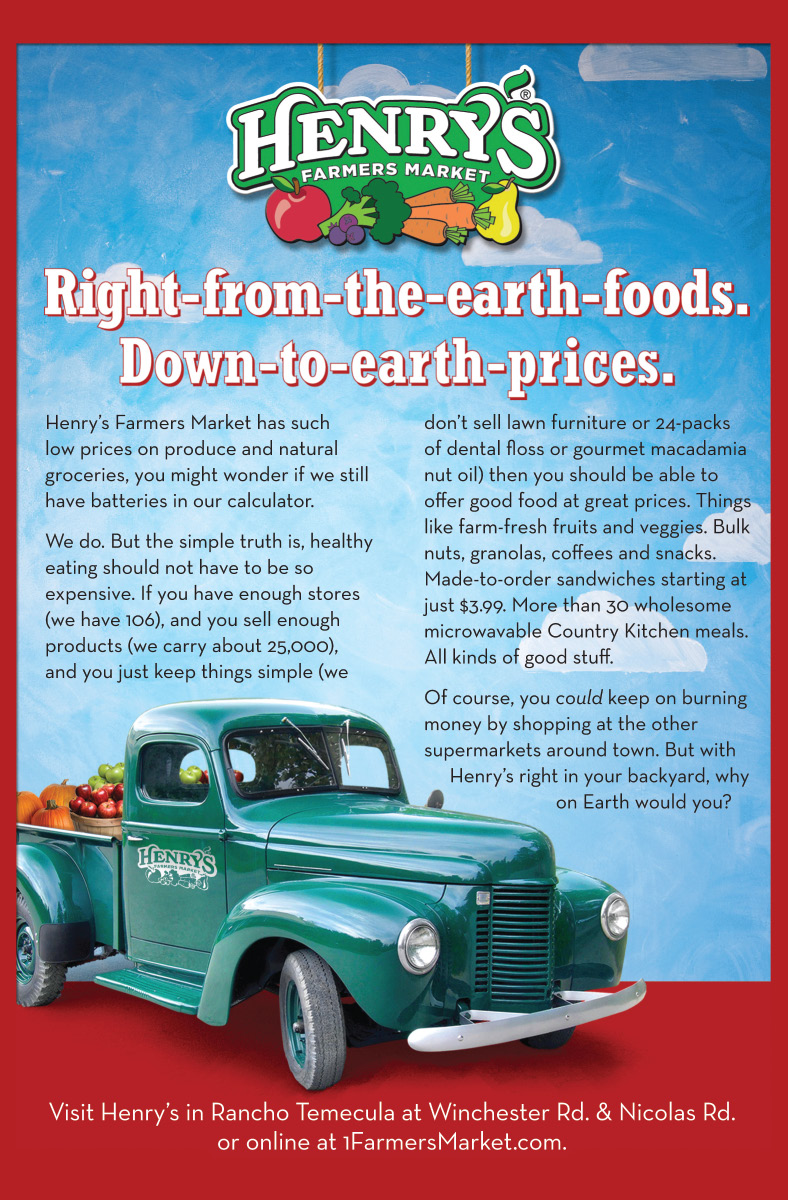 HENRY'S®
FARMERS MARKET
Right-from-the-earth-foods.
Down-to-earth-prices.
Henry's Farmers Market has such
low prices on produce and natural
groceries, you might wonder if we still
have batteries in our calculator.
We do. But the simple truth is, healthy
eating should not have to be so
expensive. If you have enough stores
(we have 106), and you sell enough
products (we carry about 25,000),
and you just keep things simple (we
don't sell lawn furniture or 24-packs
of dental floss or gourmet macadamia
nut oil) then you should be able to
offer good food at great prices. Things
like farm-fresh fruits and veggies. Bulk
nuts, granolas, coffees and snacks.
Made-to-order sandwiches starting at
just $3.99. More than 30 wholesome
microwavable Country Kitchen meals.
All kinds of good stuff.
Of course, you could keep on burning
money by shopping at the other
supermarkets around town. But with
Henry's right in your backyard, why
on Earth would you?
HENRY'S
FARMERS MARKET
Visit Henry's in Rancho Temecula at Winchester Rd. & Nicolas Rd.
or online at 1FarmersMarket.com.